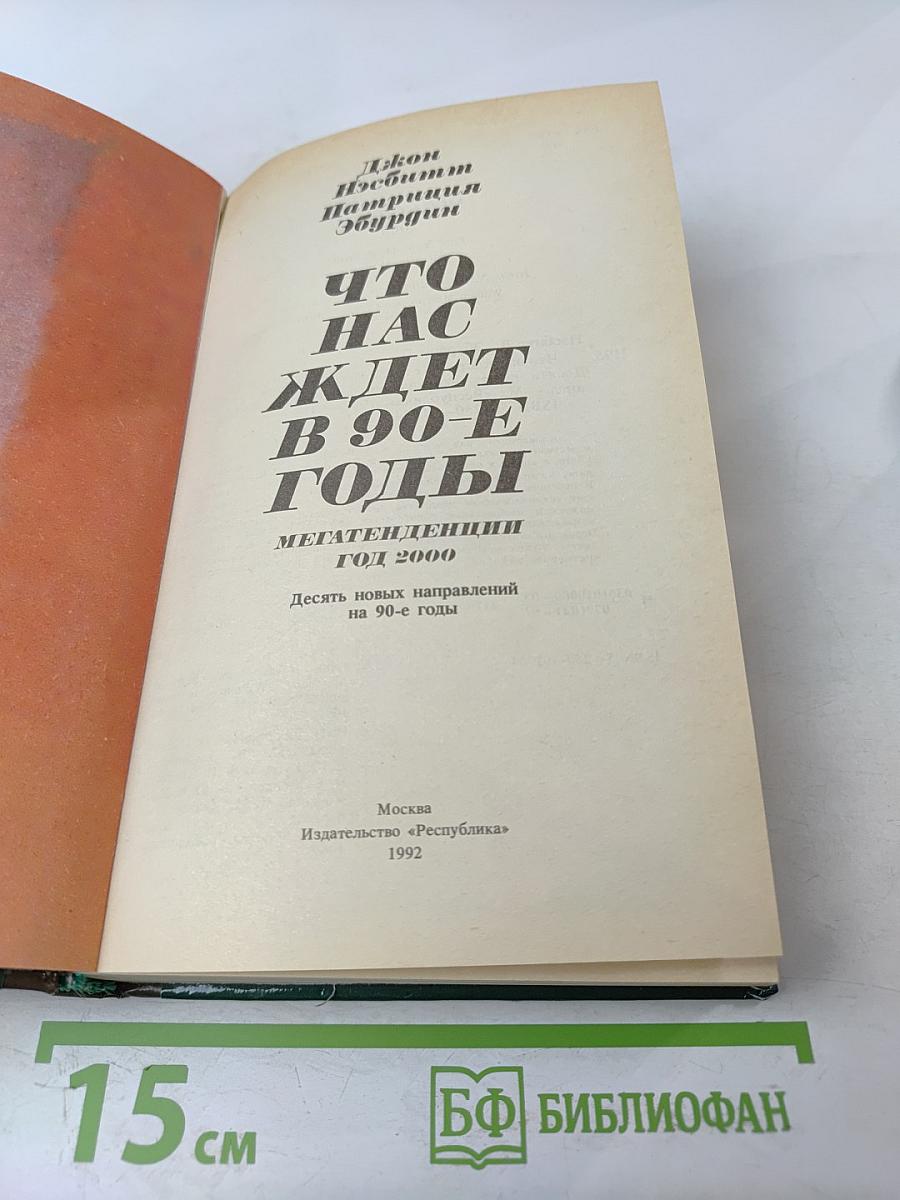 Джон
Нэсбитт
Патриция
Эбурдин
ЧТО
НАС
ЖДЕТ
В 90-Е
ГОДЫ
МЕГАТЕНДЕНЦИИ
ГОД 2000
Десять новых направлений
на 90-е годы
Москва
Издательство «Республика»
1992
15 см
БФ БИБЛИОФАН